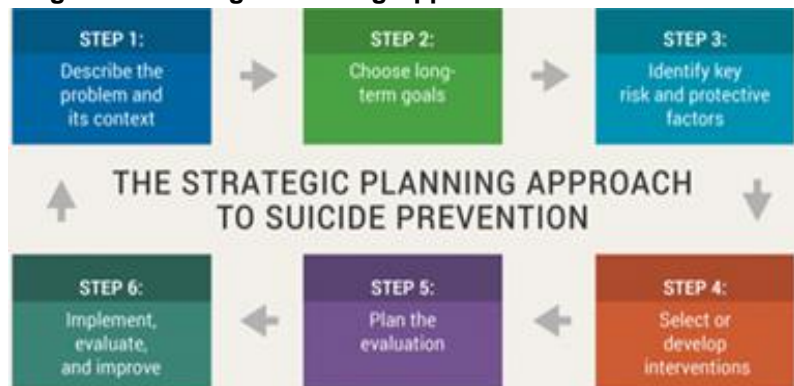 STEP 1:
Describe the
problem and
its context
STEP 2:
Choose long-
term goals
STEP 3:
Identify key
risk and protective
factors
THE STRATEGIC PLANNING APPROACH
TO SUICIDE PREVENTION
STEP 6:
Implement,
evaluate,
and improve
STEP 5:
Plan the
evaluation
STEP 4:
Select or
develop
interventions